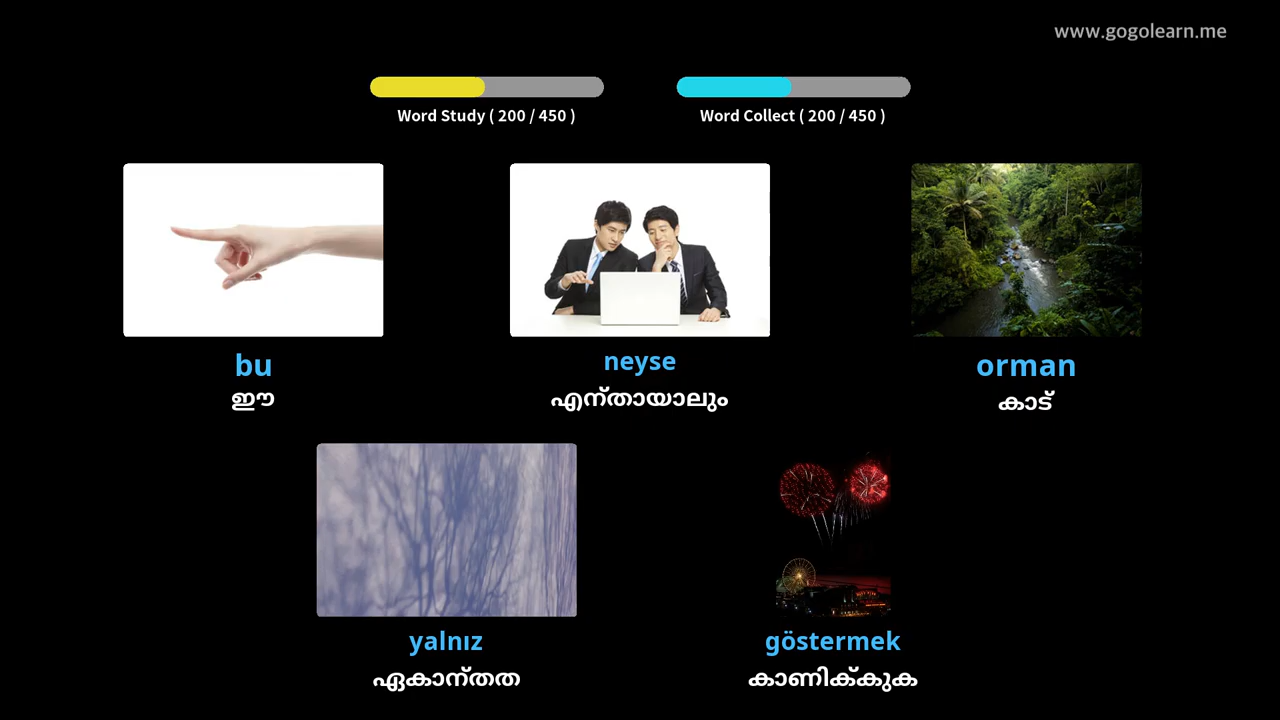 www.gogolearn.me
Word Study ( 200 / 450 )
Word Collect ( 200 / 450 )
bu
ഈ
neyse
എന്തായാലും
orman
കാട്
yalnız
ഏകാന്തത
göstermek
കാണിക്കുക